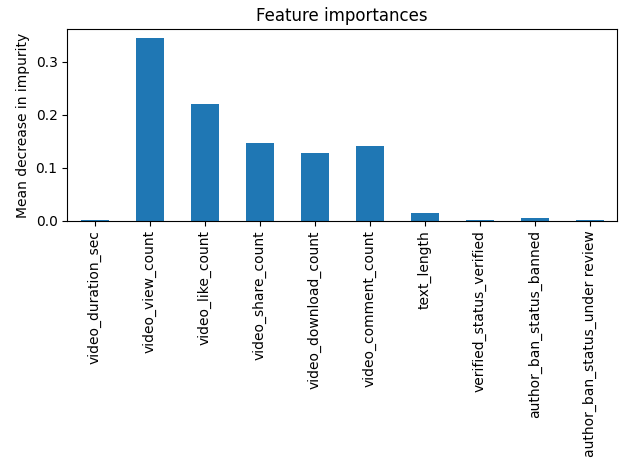 Feature importances
Mean decrease in impurity
0.3
0.2
0.1
0.0
video_duration_sec
video_view_count
video_like_count
video_share_count
video_download_count
video_comment_count
text_length
verified_status_verified
author_ban_status_banned
author_ban_status_under review